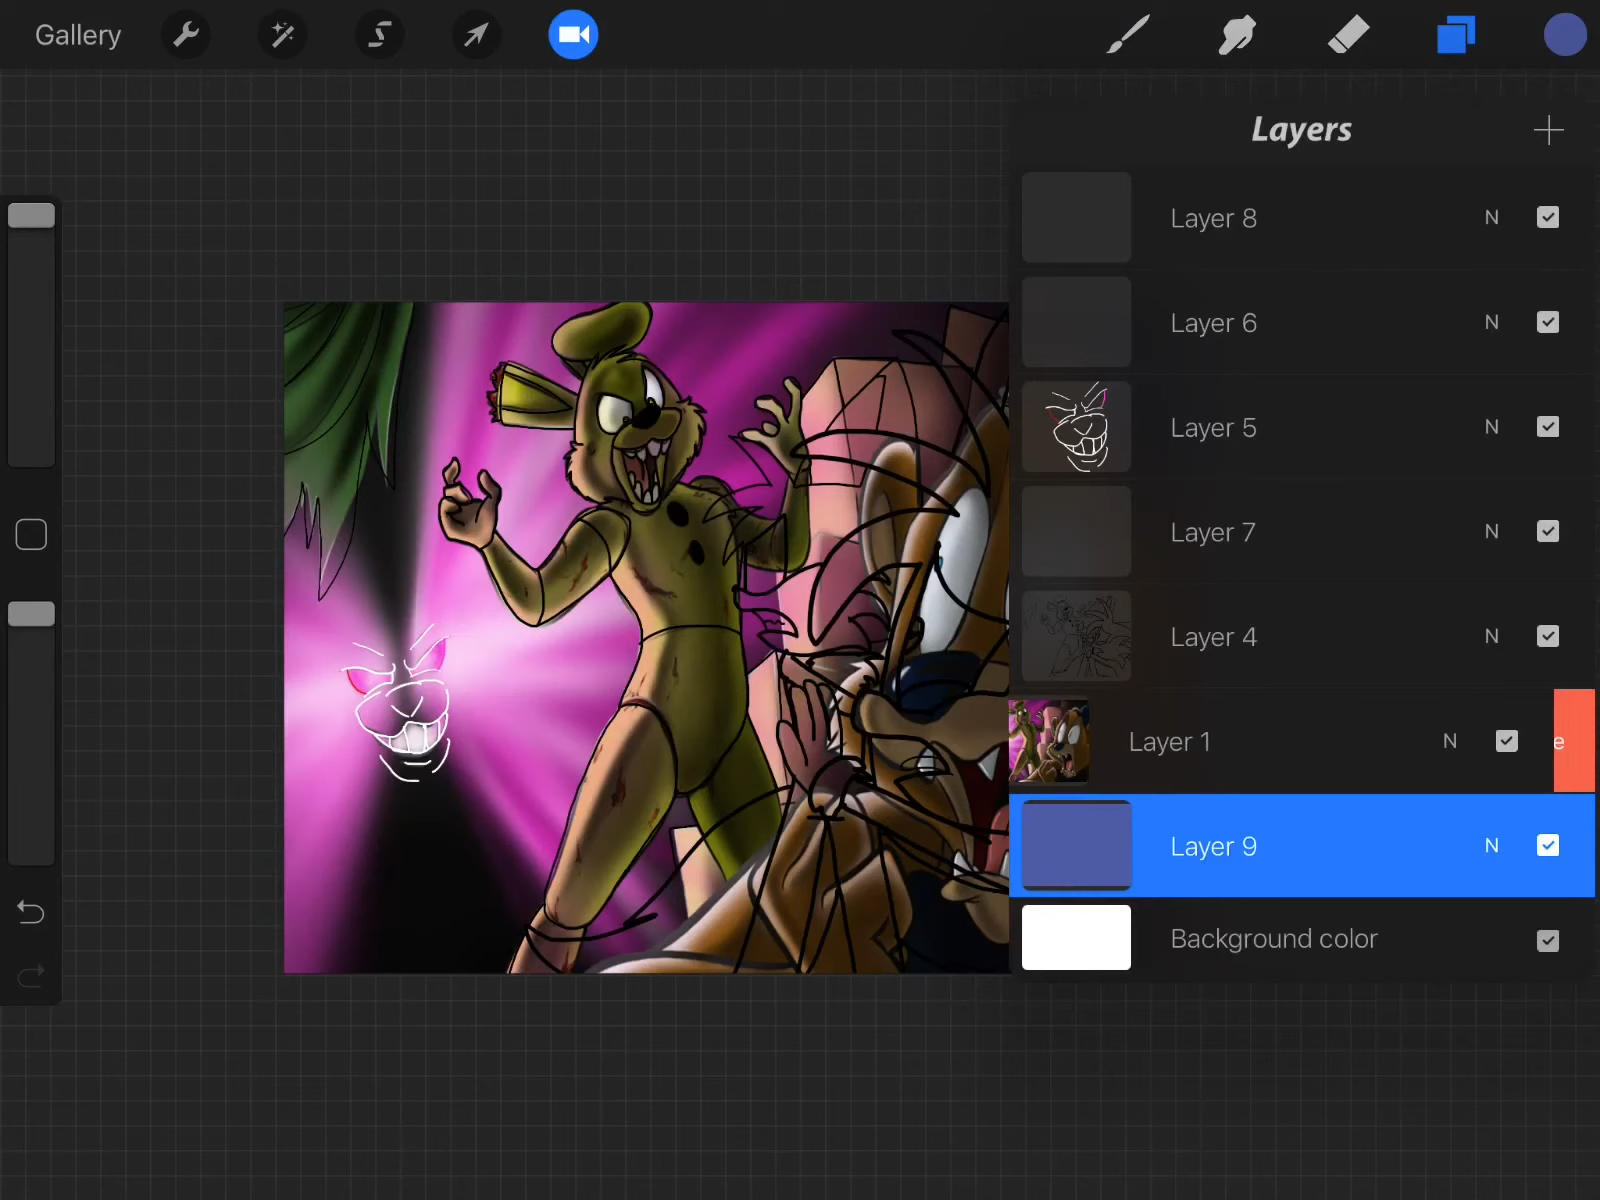 Gallery
Layers
Layer 8 N
Layer 6 N
Layer 5 N
Layer 7 N
Layer 4 N
Layer 1 N e
Layer 9 N
Background color